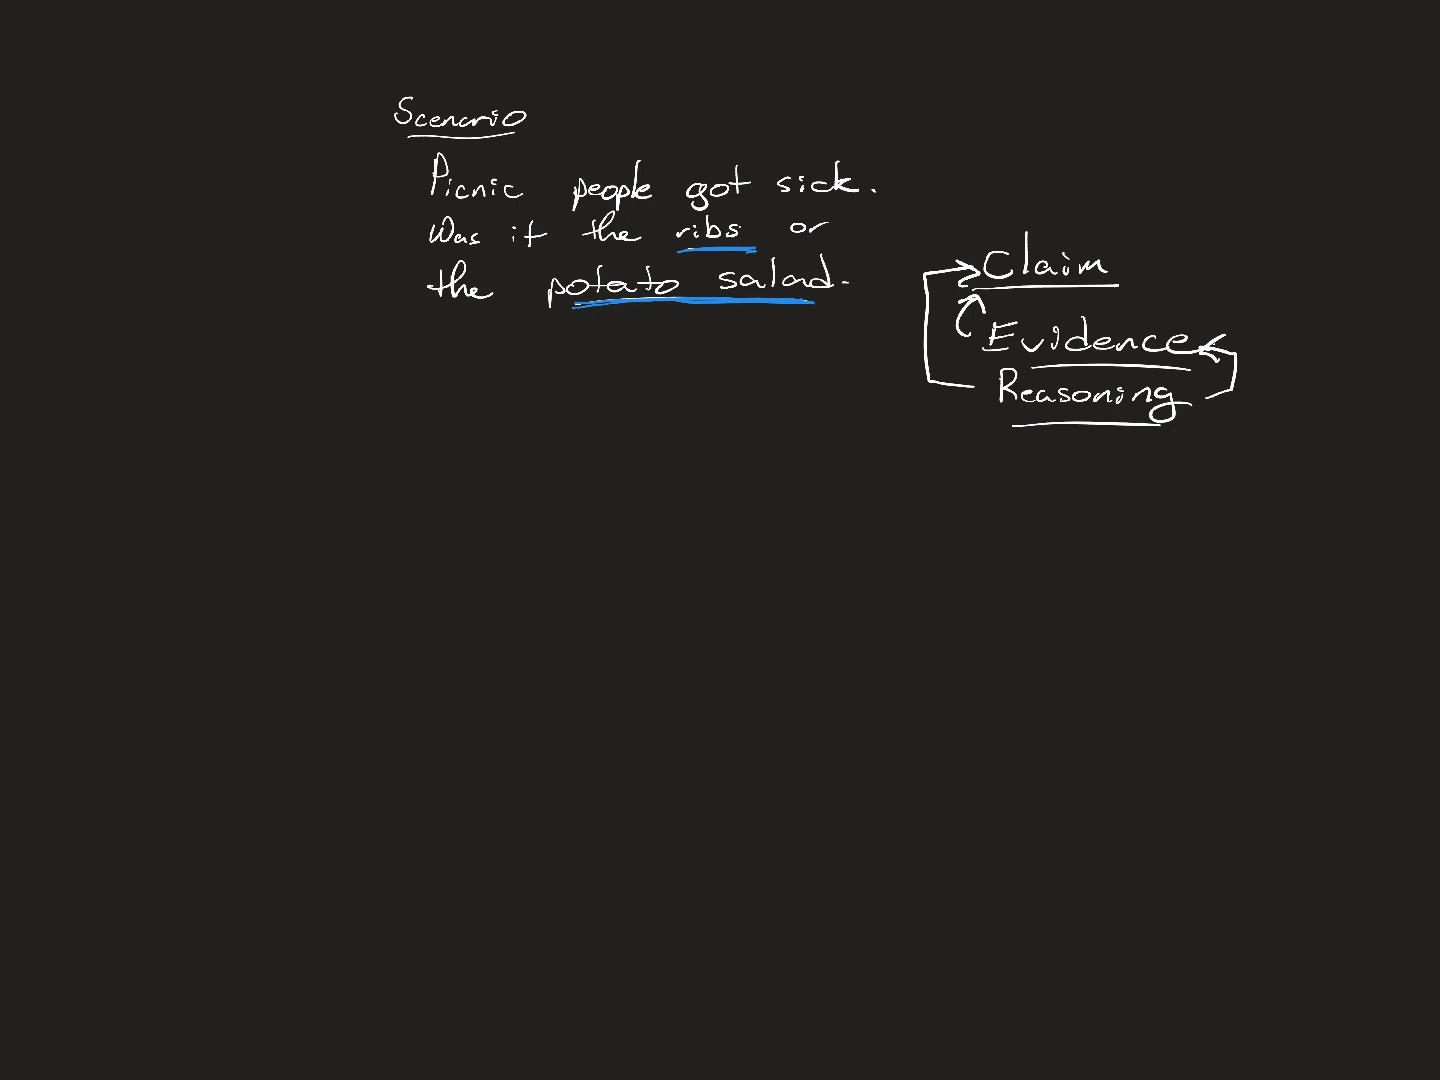 Scenario
Picnic people got sick.
Was it the ribs or
the potato salad.
Claim
Evidence
Reasoning